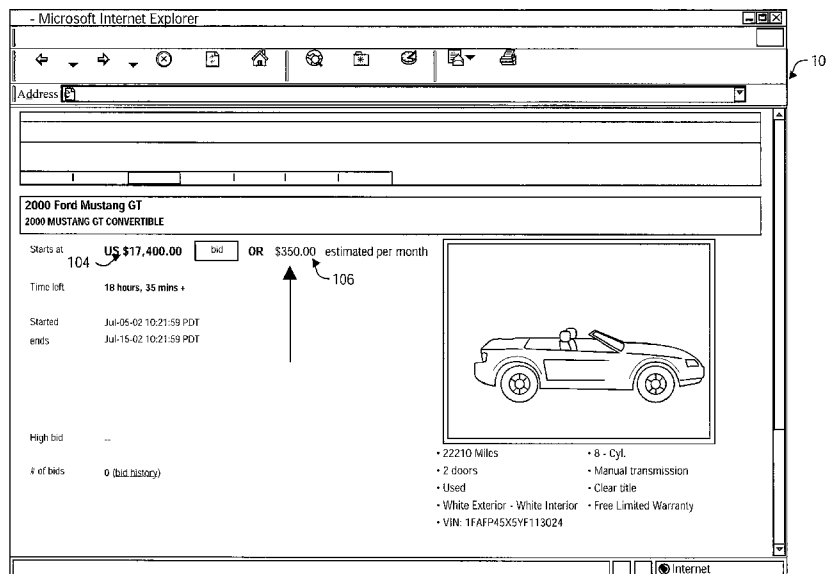 - Microsoft Internet Explorer
10
Address
2000 Ford Mustang GT
2000 MUSTANG GT CONVERTIBLE
Starts at US $17,400.00 bid OR $350.00 estimated per month
104
106
Time left 18 hours, 35 mins +
Started Jul-05-02 10:21:59 PDT
ends Jul-15-02 10:21:59 PDT
High bid --
# of bids 0 (bid history)
• 22210 Miles • 8 - Cyl.
• 2 doors • Manual transmission
• Used • Clear title
• White Exterior - White Interior • Free Limited Warranty
• VIN: 1FAFP45X5YF113024
Internet